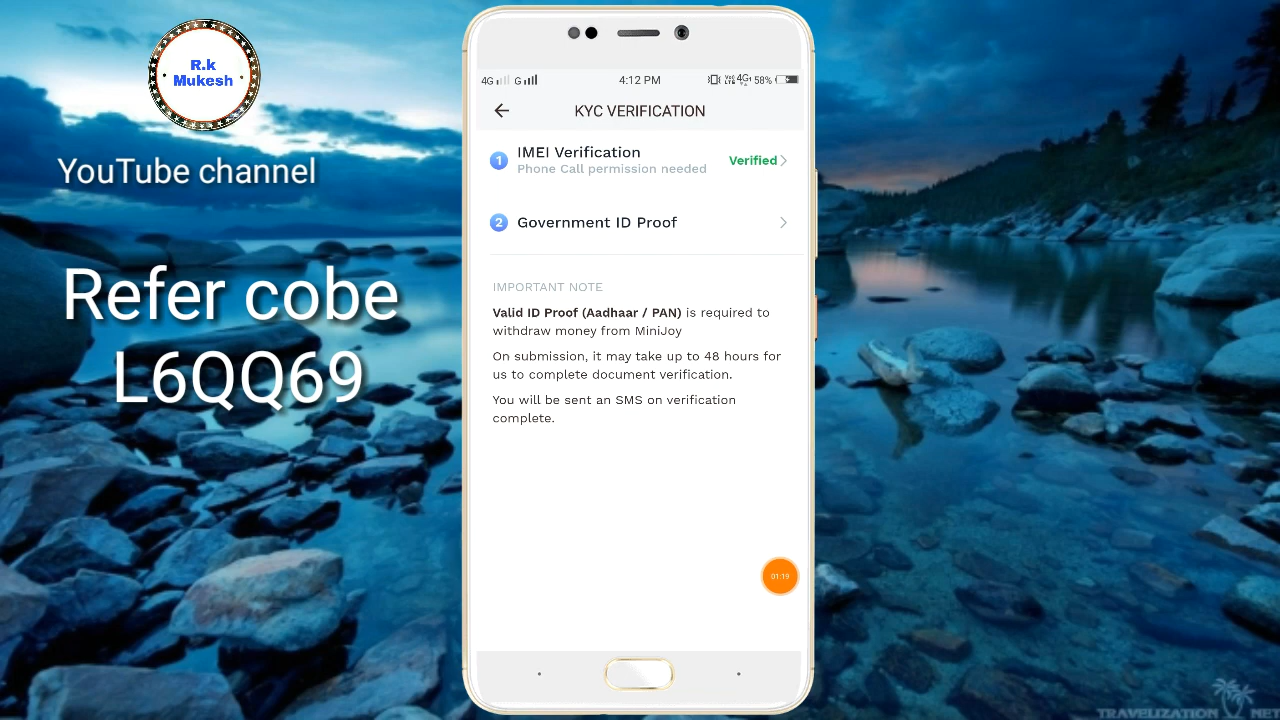 R.k
Mukesh
YouTube channel
Refer cobe
L6QQ69
4G G 4:12 PM 4G+ 58%
KYC VERIFICATION
1 IMEI Verification
Phone Call permission needed
Verified
2 Government ID Proof
IMPORTANT NOTE
Valid ID Proof (Aadhaar / PAN) is required to
withdraw money from MiniJoy
On submission, it may take up to 48 hours for
us to complete document verification.
You will be sent an SMS on verification
complete.
01:19
TRAVELIZATION NET